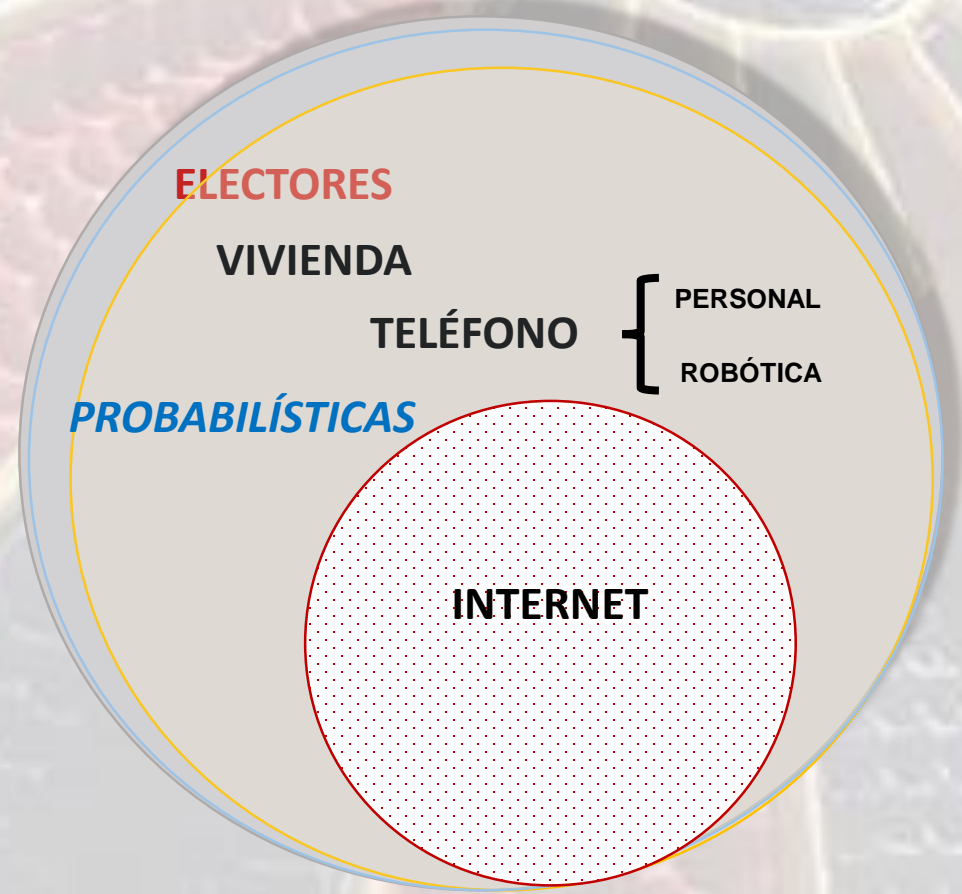 ELECTORES
VIVIENDA
PERSONAL
TELÉFONO
ROBÓTICA
PROBABILÍSTICAS
INTERNET